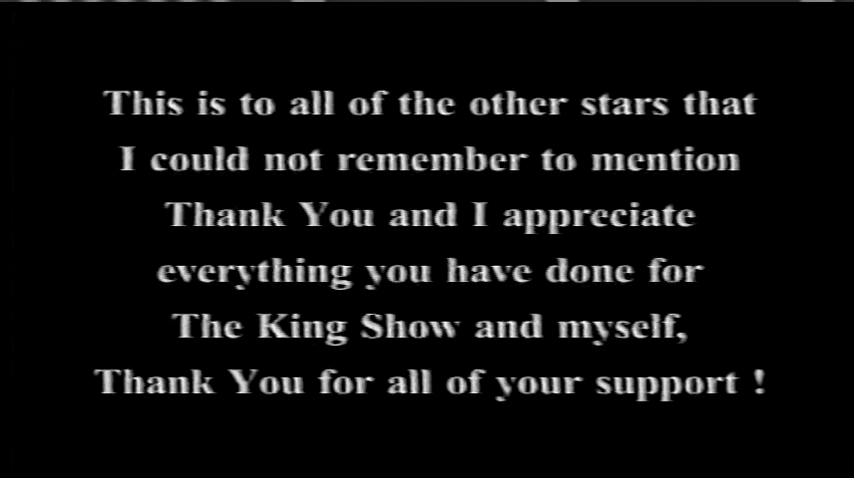 This is to all of the other stars that
I could not remember to mention
Thank You and I appreciate
everything you have done for
The King Show and myself,
Thank You for all of your support !